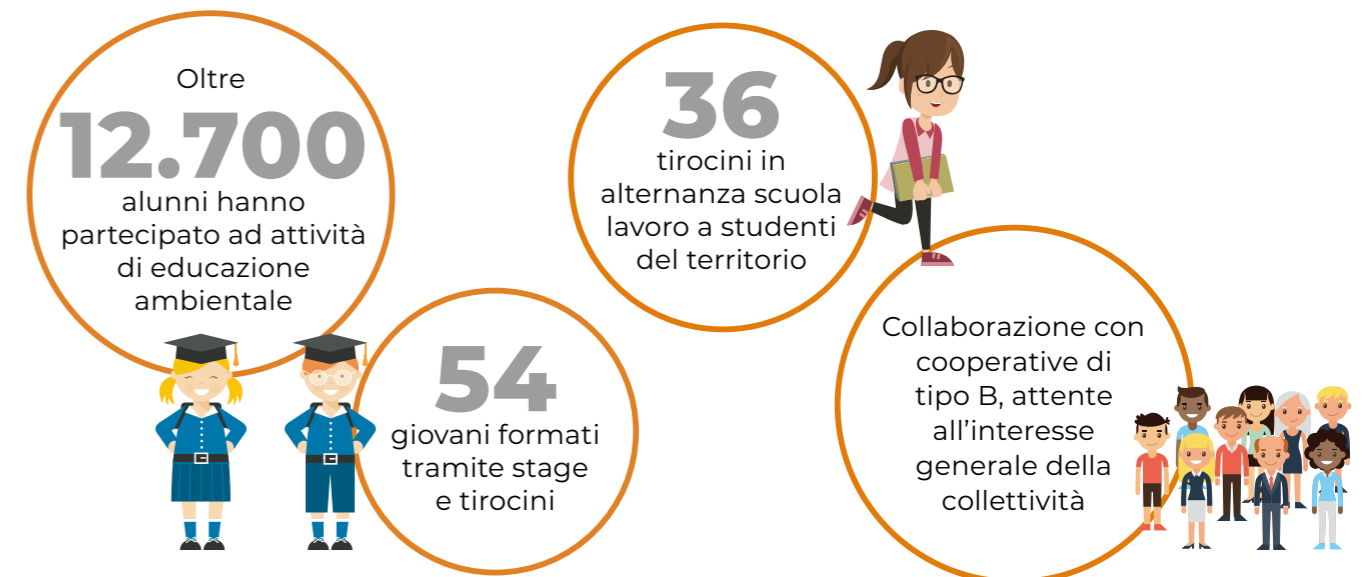 Oltre
12.700
alunni hanno
partecipato ad attività
di educazione
ambientale
54
giovani formati
tramite stage
e tirocini
36
tirocini in
alternanza scuola
lavoro a studenti
del territorio
Collaborazione con
cooperative di
tipo B, attente
all’interesse
generale della
collettività